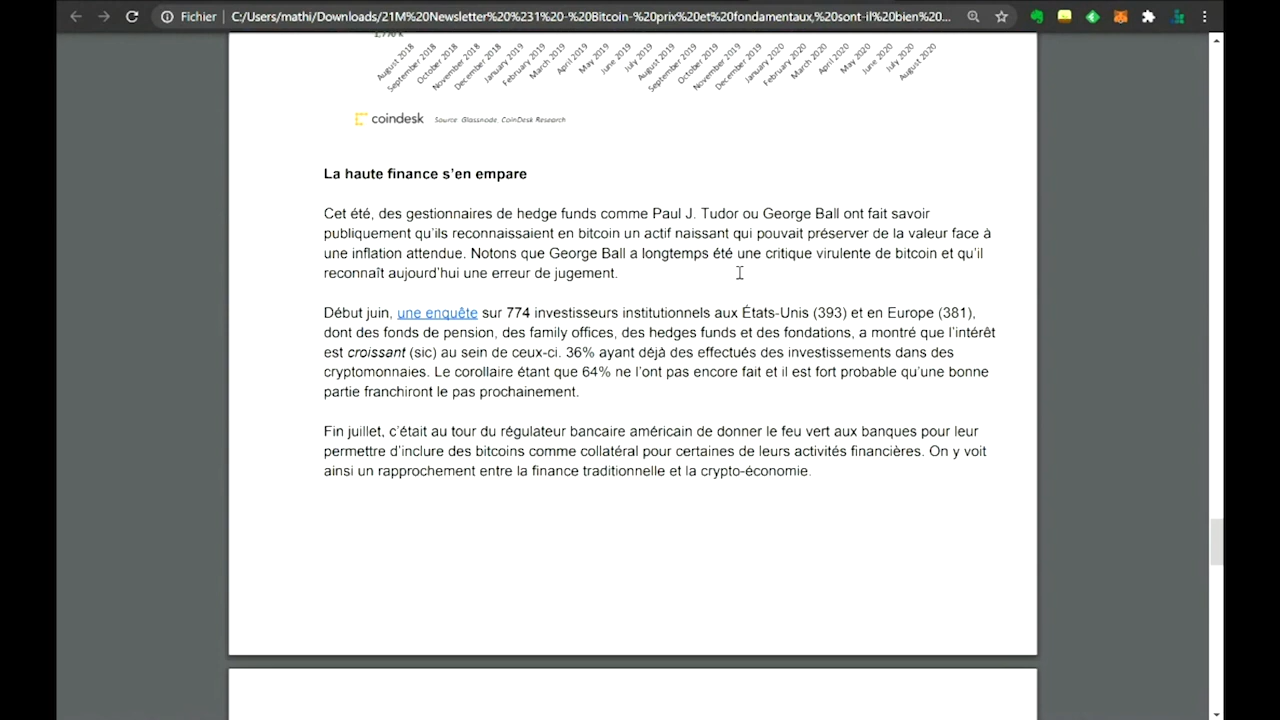 Fichier | C:/Users/mathi/Downloads/21M%20Newsletter%20%231%20-%20Bitcoin-%20prix%20et%20fondamentaux,%20sont-il%20bien%20...
August 2018 September 2018 October 2018 November 2018 December 2018 January 2019 February 2019 March 2019 April 2019 May 2019 June 2019 July 2019 August 2019 September 2019 October 2019 November 2019 December 2019 January 2020 February 2020 March 2020 April 2020 May 2020 June 2020 July 2020 August 2020
coindesk Source: Glassnode, CoinDesk Research
La haute finance s'en empare
Cet été, des gestionnaires de hedge funds comme Paul J. Tudor ou George Ball ont fait savoir
publiquement qu'ils reconnaissaient en bitcoin un actif naissant qui pouvait préserver de la valeur face à
une inflation attendue. Notons que George Ball a longtemps été une critique virulente de bitcoin et qu'il
reconnaît aujourd'hui une erreur de jugement.
Début juin, une enquête sur 774 investisseurs institutionnels aux États-Unis (393) et en Europe (381),
dont des fonds de pension, des family offices, des hedges funds et des fondations, a montré que l'intérêt
est croissant (sic) au sein de ceux-ci. 36% ayant déjà des effectués des investissements dans des
cryptomonnaies. Le corollaire étant que 64% ne l'ont pas encore fait et il est fort probable qu'une bonne
partie franchiront le pas prochainement.
Fin juillet, c'était au tour du régulateur bancaire américain de donner le feu vert aux banques pour leur
permettre d'inclure des bitcoins comme collatéral pour certaines de leurs activités financières. On y voit
ainsi un rapprochement entre la finance traditionnelle et la crypto-économie.